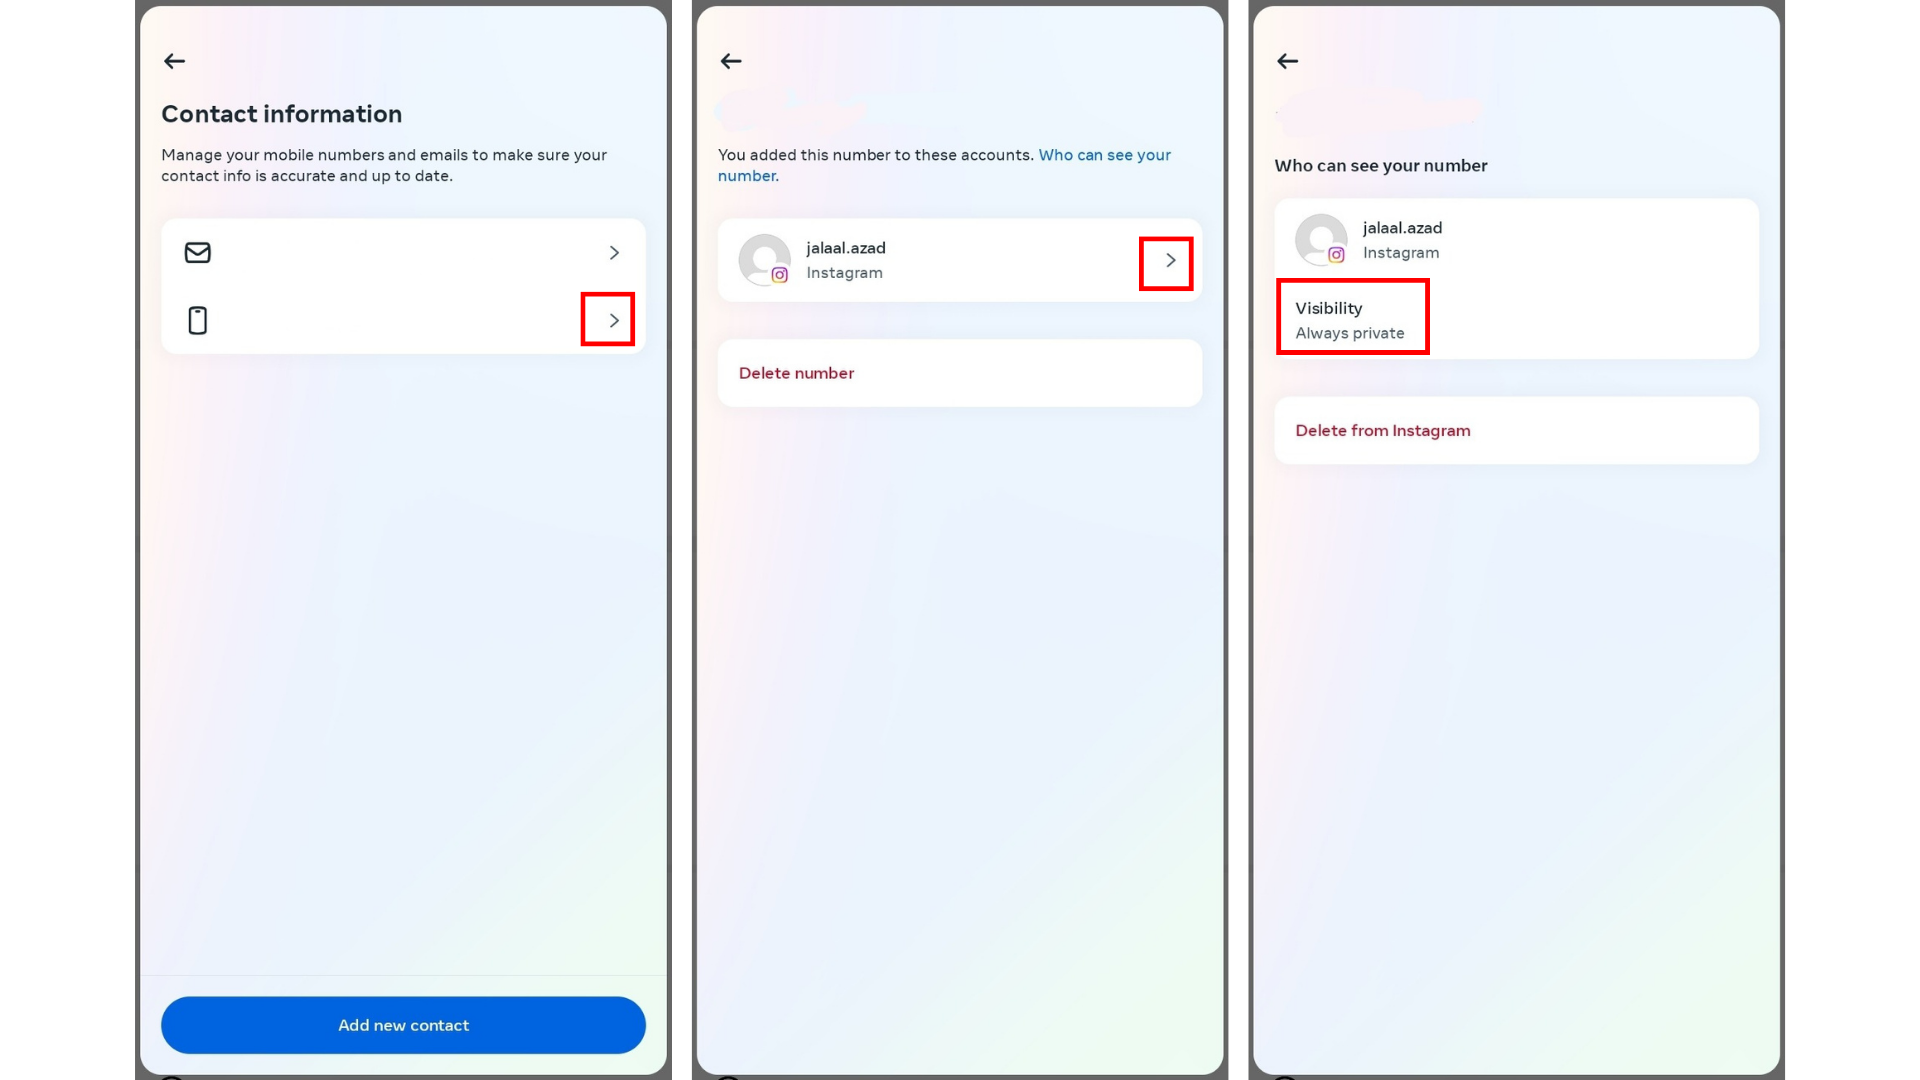 Contact information
Manage your mobile numbers and emails to make sure your
contact info is accurate and up to date.
Add new contact
You added this number to these accounts. Who can see your
number.
jalaal.azad
Instagram
Delete number
Who can see your number
jalaal.azad
Instagram
Visibility
Always private
Delete from Instagram